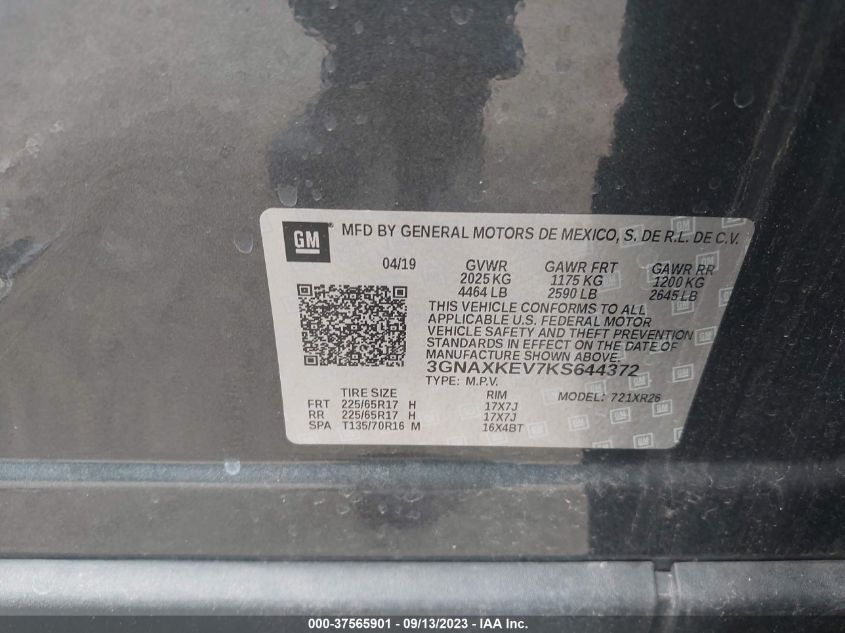 GM® MFD BY GENERAL MOTORS DE MEXICO, S. DE R.L. DE C.V.
04/19 GVWR GAWR FRT GAWR RR
2025 KG 1175 KG 1200 KG
4464 LB 2590 LB 2645 LB
THIS VEHICLE CONFORMS TO ALL
APPLICABLE U.S. FEDERAL MOTOR
VEHICLE SAFETY AND THEFT PREVENTION
STANDARDS IN EFFECT ON THE DATE OF
MANUFACTURE SHOWN ABOVE.
3GNAXKEV7KS644372
TYPE: M.P.V.
TIRE SIZE RIM MODEL: 721XR26
FRT 225/65R17 H 17X7J
RR 225/65R17 H 17X7J
SPA T135/70R16 M 16X4BT
000-37565901 - 09/13/2023 - IAAI.com